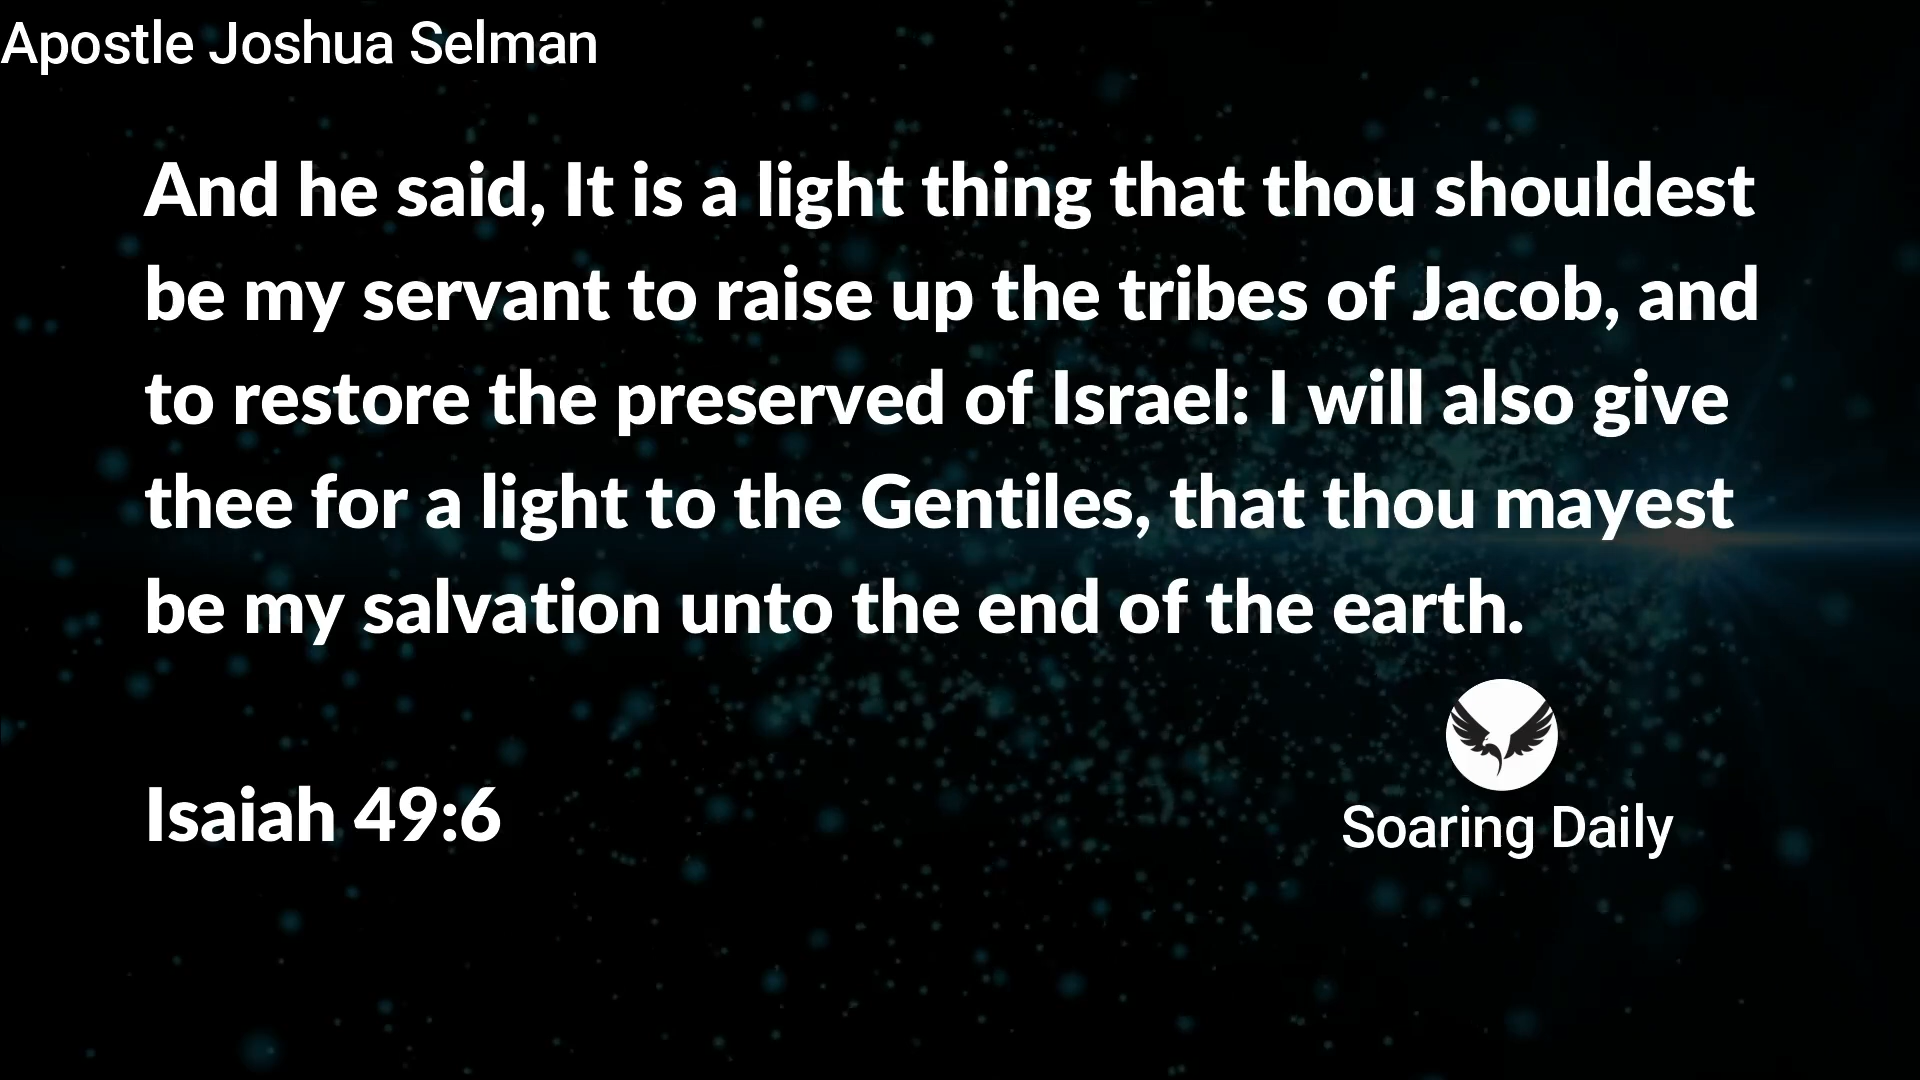 Apostle Joshua Selman
And he said, It is a light thing that thou shouldest
be my servant to raise up the tribes of Jacob, and
to restore the preserved of Israel: I will also give
thee for a light to the Gentiles, that thou mayest
be my salvation unto the end of the earth.
Isaiah 49:6
Soaring Daily